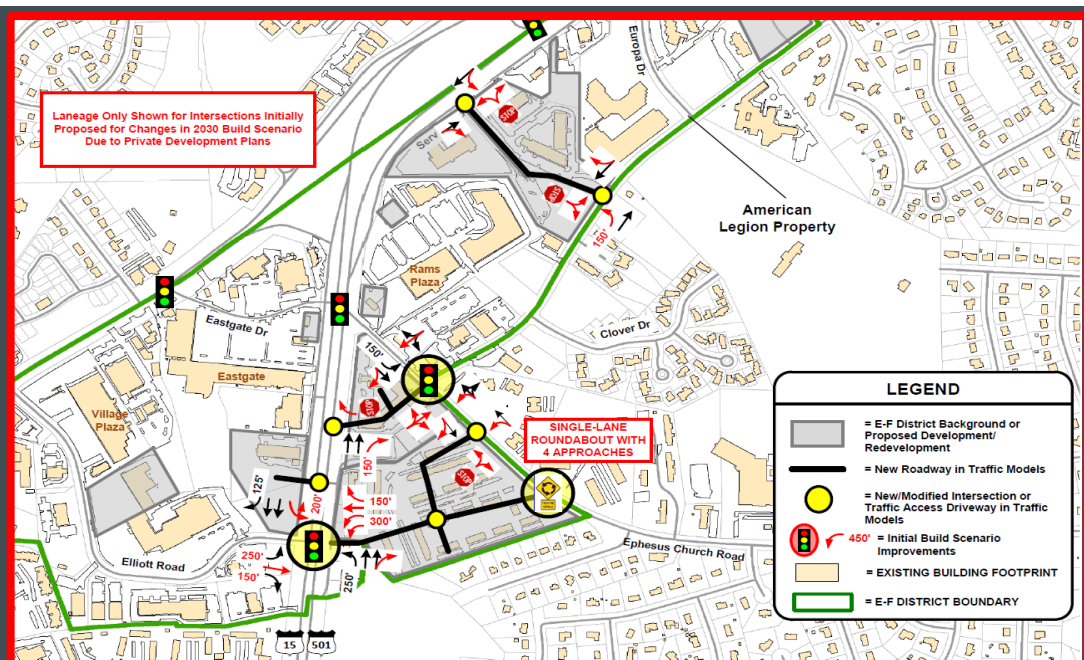 Europa Dr
Laneage Only Shown for Intersections Initially
Proposed for Changes in 2030 Build Scenario
Due to Private Development Plans
STOP
Serv
STOP
American
Legion Property
150'
Rams
Plaza
Eastgate Dr
Clover Dr
150'
Eastgate
STOP
Village
Plaza
SINGLE-LANE
ROUNDABOUT WITH
4 APPROACHES
150'
STOP
125'
200'
150'
300'
Elliott Road
250'
150'
250'
Ephesus Church Road
15
501
LEGEND
= E-F District Background or
Proposed Development/
Redevelopment
= New Roadway in Traffic Models
= New/Modified Intersection or
Traffic Access Driveway in Traffic
Models
450' = Initial Build Scenario
Improvements
= EXISTING BUILDING FOOTPRINT
= E-F DISTRICT BOUNDARY